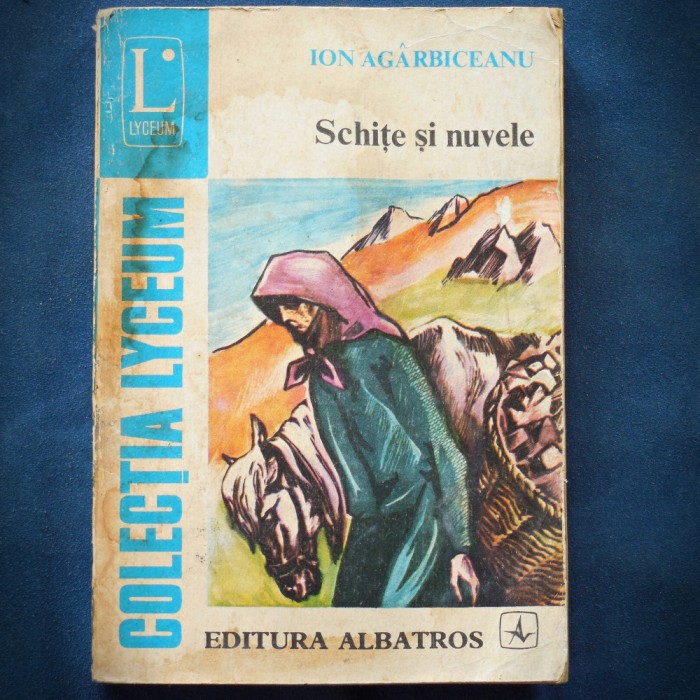 L
LYCEUM
ION AGÂRBICEANU
Schițe și nuvele
COLECȚIA LYCEUM
EDITURA ALBATROS